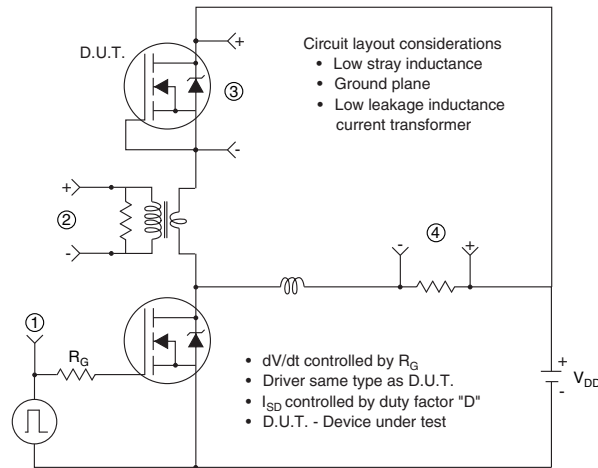 D.U.T.
+
③
-
Circuit layout considerations
• Low stray inductance
• Ground plane
• Low leakage inductance
current transformer
+
②
-
-
④
+
①
R_G
• dV/dt controlled by R_G
• Driver same type as D.U.T.
• I_SD controlled by duty factor "D"
• D.U.T. - Device under test
+
V_DD
-